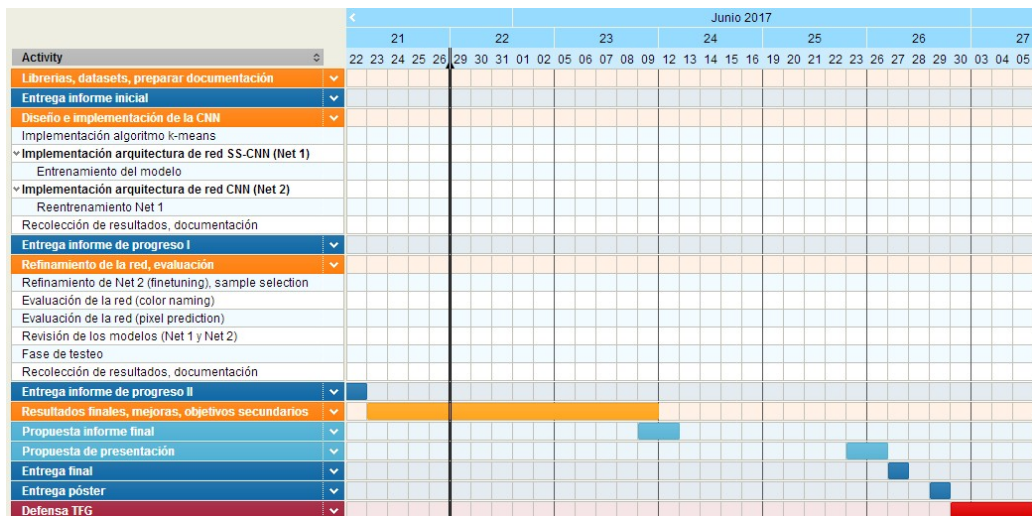 Junio 2017
21 22 23 24 25 26 27
Activity 22 23 24 25 26 29 30 31 01 02 05 06 07 08 09 12 13 14 15 16 19 20 21 22 23 26 27 28 29 30 03 04 05
Librerias, datasets, preparar documentación
Entrega informe inicial
Diseño e implementación de la CNN
Implementación algoritmo k-means
Implementación arquitectura de red SS-CNN (Net 1)
Entrenamiento del modelo
Implementación arquitectura de red CNN (Net 2)
Reentrenamiento Net 1
Recolección de resultados, documentación
Entrega informe de progreso I
Refinamiento de la red, evaluación
Refinamiento de Net 2 (finetuning), sample selection
Evaluación de la red (color naming)
Evaluación de la red (pixel prediction)
Revisión de los modelos (Net 1 y Net 2)
Fase de testeo
Recolección de resultados, documentación
Entrega informe de progreso II
Resultados finales, mejoras, objetivos secundarios
Propuesta informe final
Propuesta de presentación
Entrega final
Entrega póster
Defensa TFG